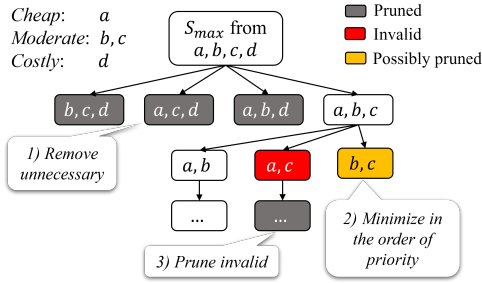 Cheap: a
Moderate: b, c
Costly: d
S_max from
a, b, c, d
Pruned
Invalid
Possibly pruned
b, c, d
a, c, d
a, b, d
a, b, c
1) Remove
unnecessary
a, b
a, c
b, c
...
...
2) Minimize in
the order of
priority
3) Prune invalid